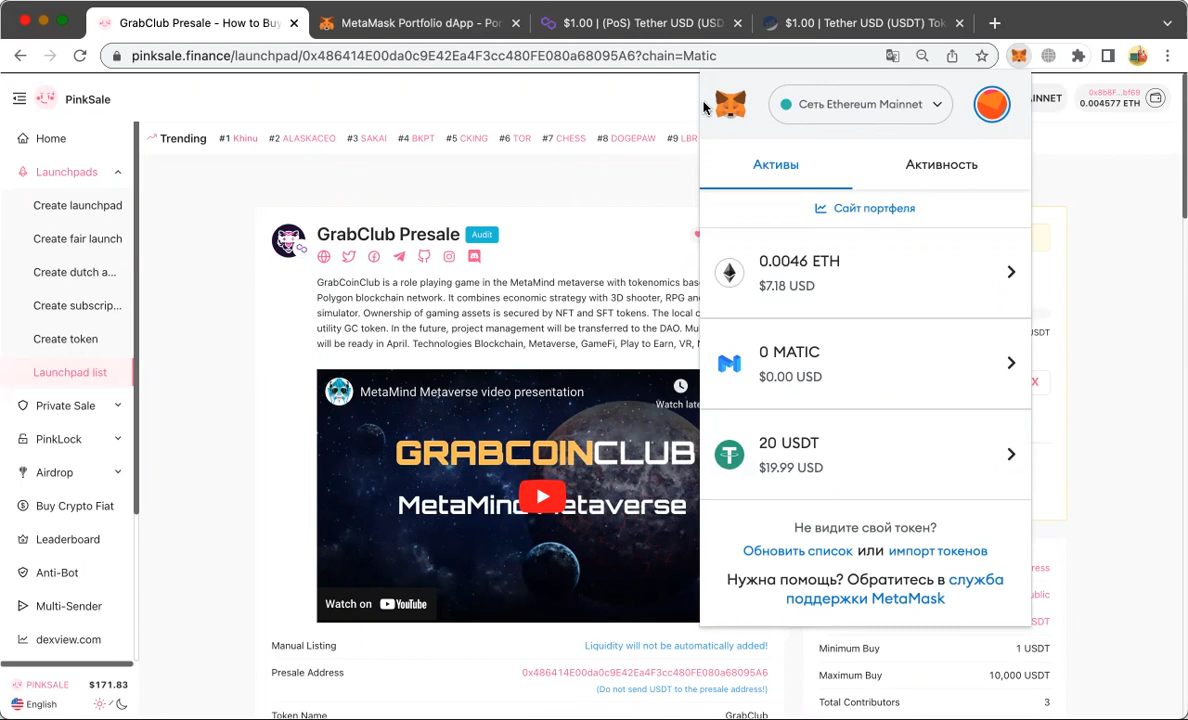 GrabClub Presale - How to Buy
MetaMask Portfolio dApp - Por
$1.00 | (PoS) Tether USD (USD
$1.00 | Tether USD (USDT) Tok
pinksale.finance/launchpad/0x486414E00da0c9E42Ea4F3cc480FE080a68095A6?chain=Matic
PinkSale
Сеть Ethereum Mainnet
0x8b8F...bf69
0.004577 ETH
Home
Trending
#1 Khinu
#2 ALASKACEO
#3 SAKAI
#4 BKPT
#5 CKING
#6 TOR
#7 CHESS
#8 DOGEPAW
#9 LBR
Активы
Активность
Launchpads
Create launchpad
Create fair launch
Create dutch a...
Create subscrip...
Create token
Launchpad list
Private Sale
PinkLock
Airdrop
Buy Crypto Fiat
Leaderboard
Anti-Bot
Multi-Sender
dexview.com
PINKSALE
$171.83
English
GrabClub Presale
Audit
GrabCoinClub is a role playing game in the MetaMind metaverse with tokenomics bas
Polygon blockchain network. It combines economic strategy with 3D shooter, RPG an
simulator. Ownership of gaming assets is secured by NFT and SFT tokens. The local c
utility GC token. In the future, project management will be transferred to the DAO. Mu
will be ready in April. Technologies Blockchain, Metaverse, GameFi, Play to Earn, VR, M
MetaMind Metaverse video presentation
Watch late
GRABCOINCLUB
MetaMind Metaverse
Watch on YouTube
Manual Listing
Liquidity will not be automatically added!
Presale Address
0x486414E00da0c9E42Ea4F3cc480FE080a68095A6
(Do not send USDT to the presale address!)
Token Name
GrabClub
Сайт портфеля
0.0046 ETH
$7.18 USD
0 MATIC
$0.00 USD
20 USDT
$19.99 USD
Не видите свой токен?
Обновить список или импорт токенов
Нужна помощь? Обратитесь в служба
поддержки MetaMask
Minimum Buy
1 USDT
Maximum Buy
10,000 USDT
Total Contributors
3